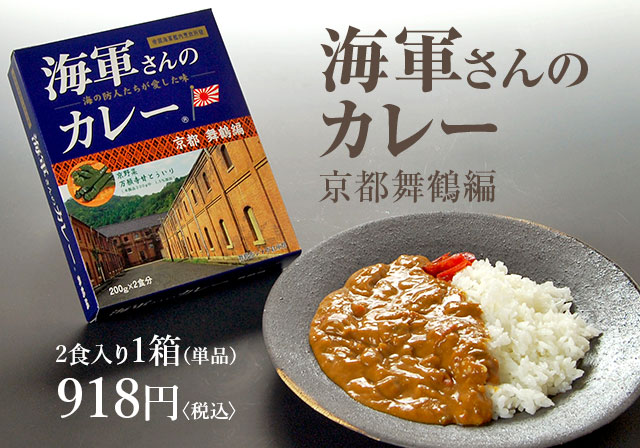 海軍さんの
海の防人たちが愛した味
カレー®
京都 舞鶴編
京野菜
万願寺甘とう入り
200g×2食分
海軍さんの
カレー
京都舞鶴編
2食入り1箱(単品)
918円〈税込〉